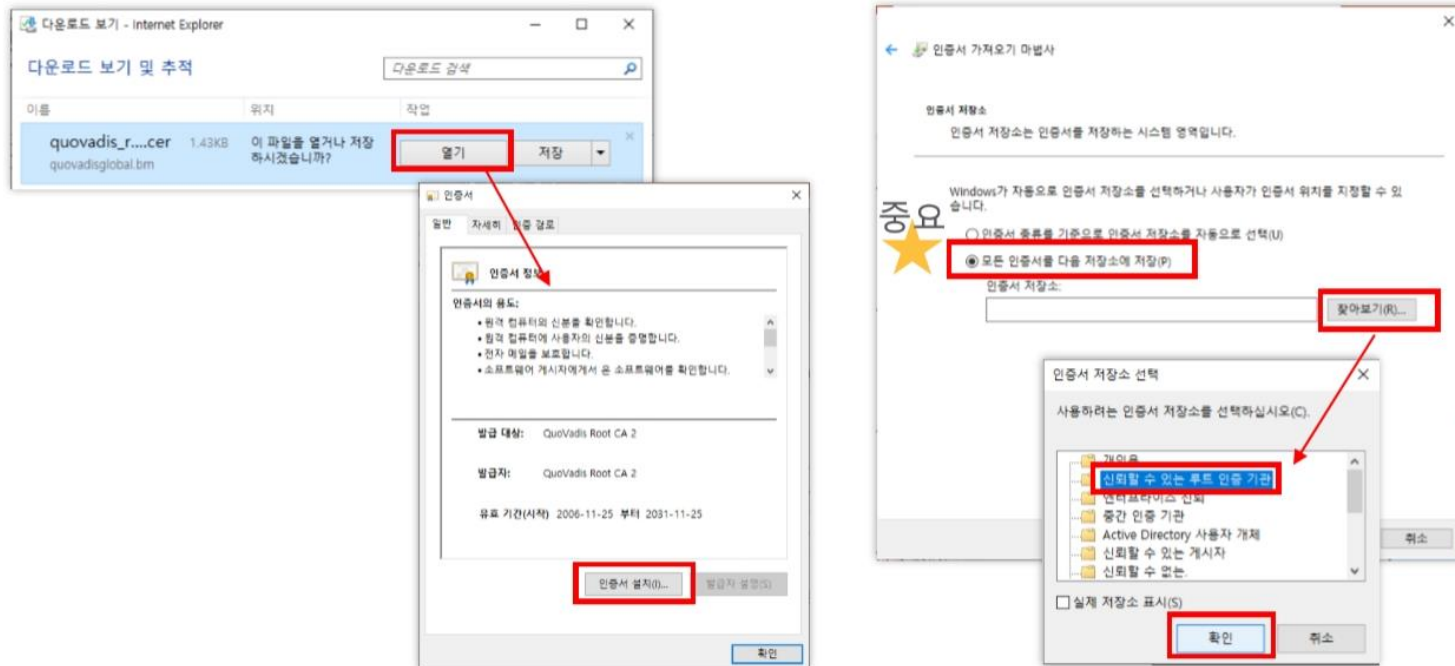 다운로드 보기 - Internet Explorer
다운로드 보기 및 추적
다운로드 검색
이름
위치
작업
quovadis_r....cer
1.43KB
이 파일을 열거나 저장
하시겠습니까?
열기
저장
quovadisglobal.bm
인증서
일반
자세히
인증 경로
인증서 정보
인증서의 용도:
• 원격 컴퓨터의 신분을 확인합니다.
• 원격 컴퓨터에 사용자의 신분을 증명합니다.
• 전자 메일을 보호합니다.
• 소프트웨어 게시자에게서 온 소프트웨어를 확인합니다.
발급 대상: QuoVadis Root CA 2
발급자: QuoVadis Root CA 2
유효 기간(시작) 2006-11-25 부터 2031-11-25
인증서 설치(I)...
발급자 설명(S)
확인
인증서 가져오기 마법사
인증서 저장소
인증서 저장소는 인증서를 저장하는 시스템 영역입니다.
Windows가 자동으로 인증서 저장소를 선택하거나 사용자가 인증서 위치를 지정할 수 있
습니다.
중요
인증서 종류를 기준으로 인증서 저장소를 자동으로 선택(U)
모든 인증서를 다음 저장소에 저장(P)
인증서 저장소:
찾아보기(R)...
인증서 저장소 선택
사용하려는 인증서 저장소를 선택하십시오(C).
개인용
신뢰할 수 있는 루트 인증 기관
엔터프라이즈 신뢰
중간 인증 기관
Active Directory 사용자 개체
신뢰할 수 있는 게시자
신뢰할 수 없는.
실제 저장소 표시(S)
확인
취소
취소